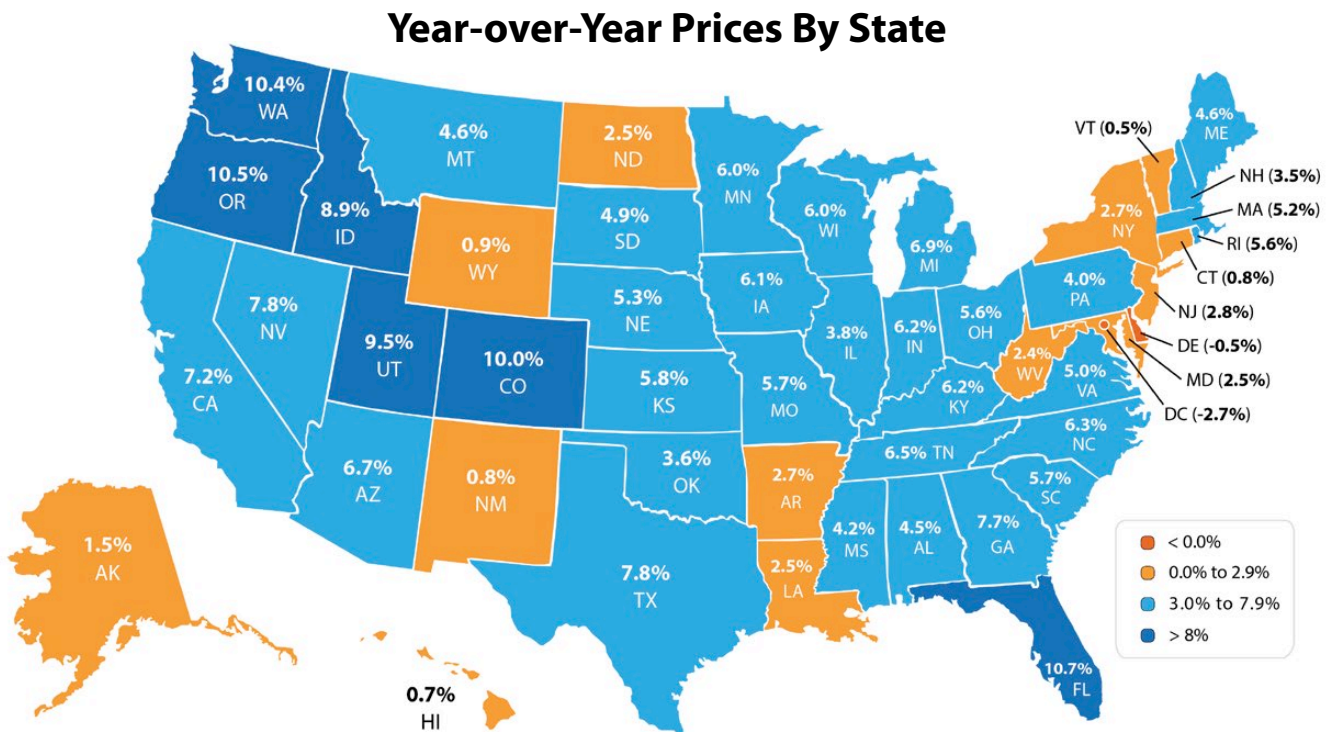 Year-over-Year Prices By State
10.4%
WA
10.5%
OR
8.9%
ID
4.6%
MT
2.5%
ND
6.0%
MN
4.9%
SD
0.9%
WY
6.0%
WI
6.9%
MI
4.6%
ME
VT (0.5%)
NH (3.5%)
MA (5.2%)
2.7%
NY
RI (5.6%)
CT (0.8%)
NJ (2.8%)
DE (-0.5%)
MD (2.5%)
DC (-2.7%)
7.8%
NV
7.2%
CA
9.5%
UT
10.0%
CO
5.3%
NE
6.1%
IA
3.8%
IL
6.2%
IN
5.6%
OH
4.0%
PA
2.4%
WV
5.0%
VA
5.8%
KS
5.7%
MO
6.2%
KY
6.3%
NC
6.5% TN
6.7%
AZ
0.8%
NM
3.6%
OK
2.7%
AR
5.7%
SC
4.2%
MS
4.5%
AL
7.7%
GA
7.8%
TX
2.5%
LA
10.7%
FL
1.5%
AK
0.7%
HI
< 0.0%
0.0% to 2.9%
3.0% to 7.9%
> 8%